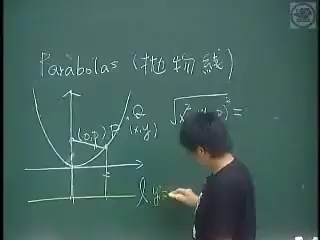 Parabolas (拋物線)
(0,p) P Q
(x,y)
√x² )² =
l y=